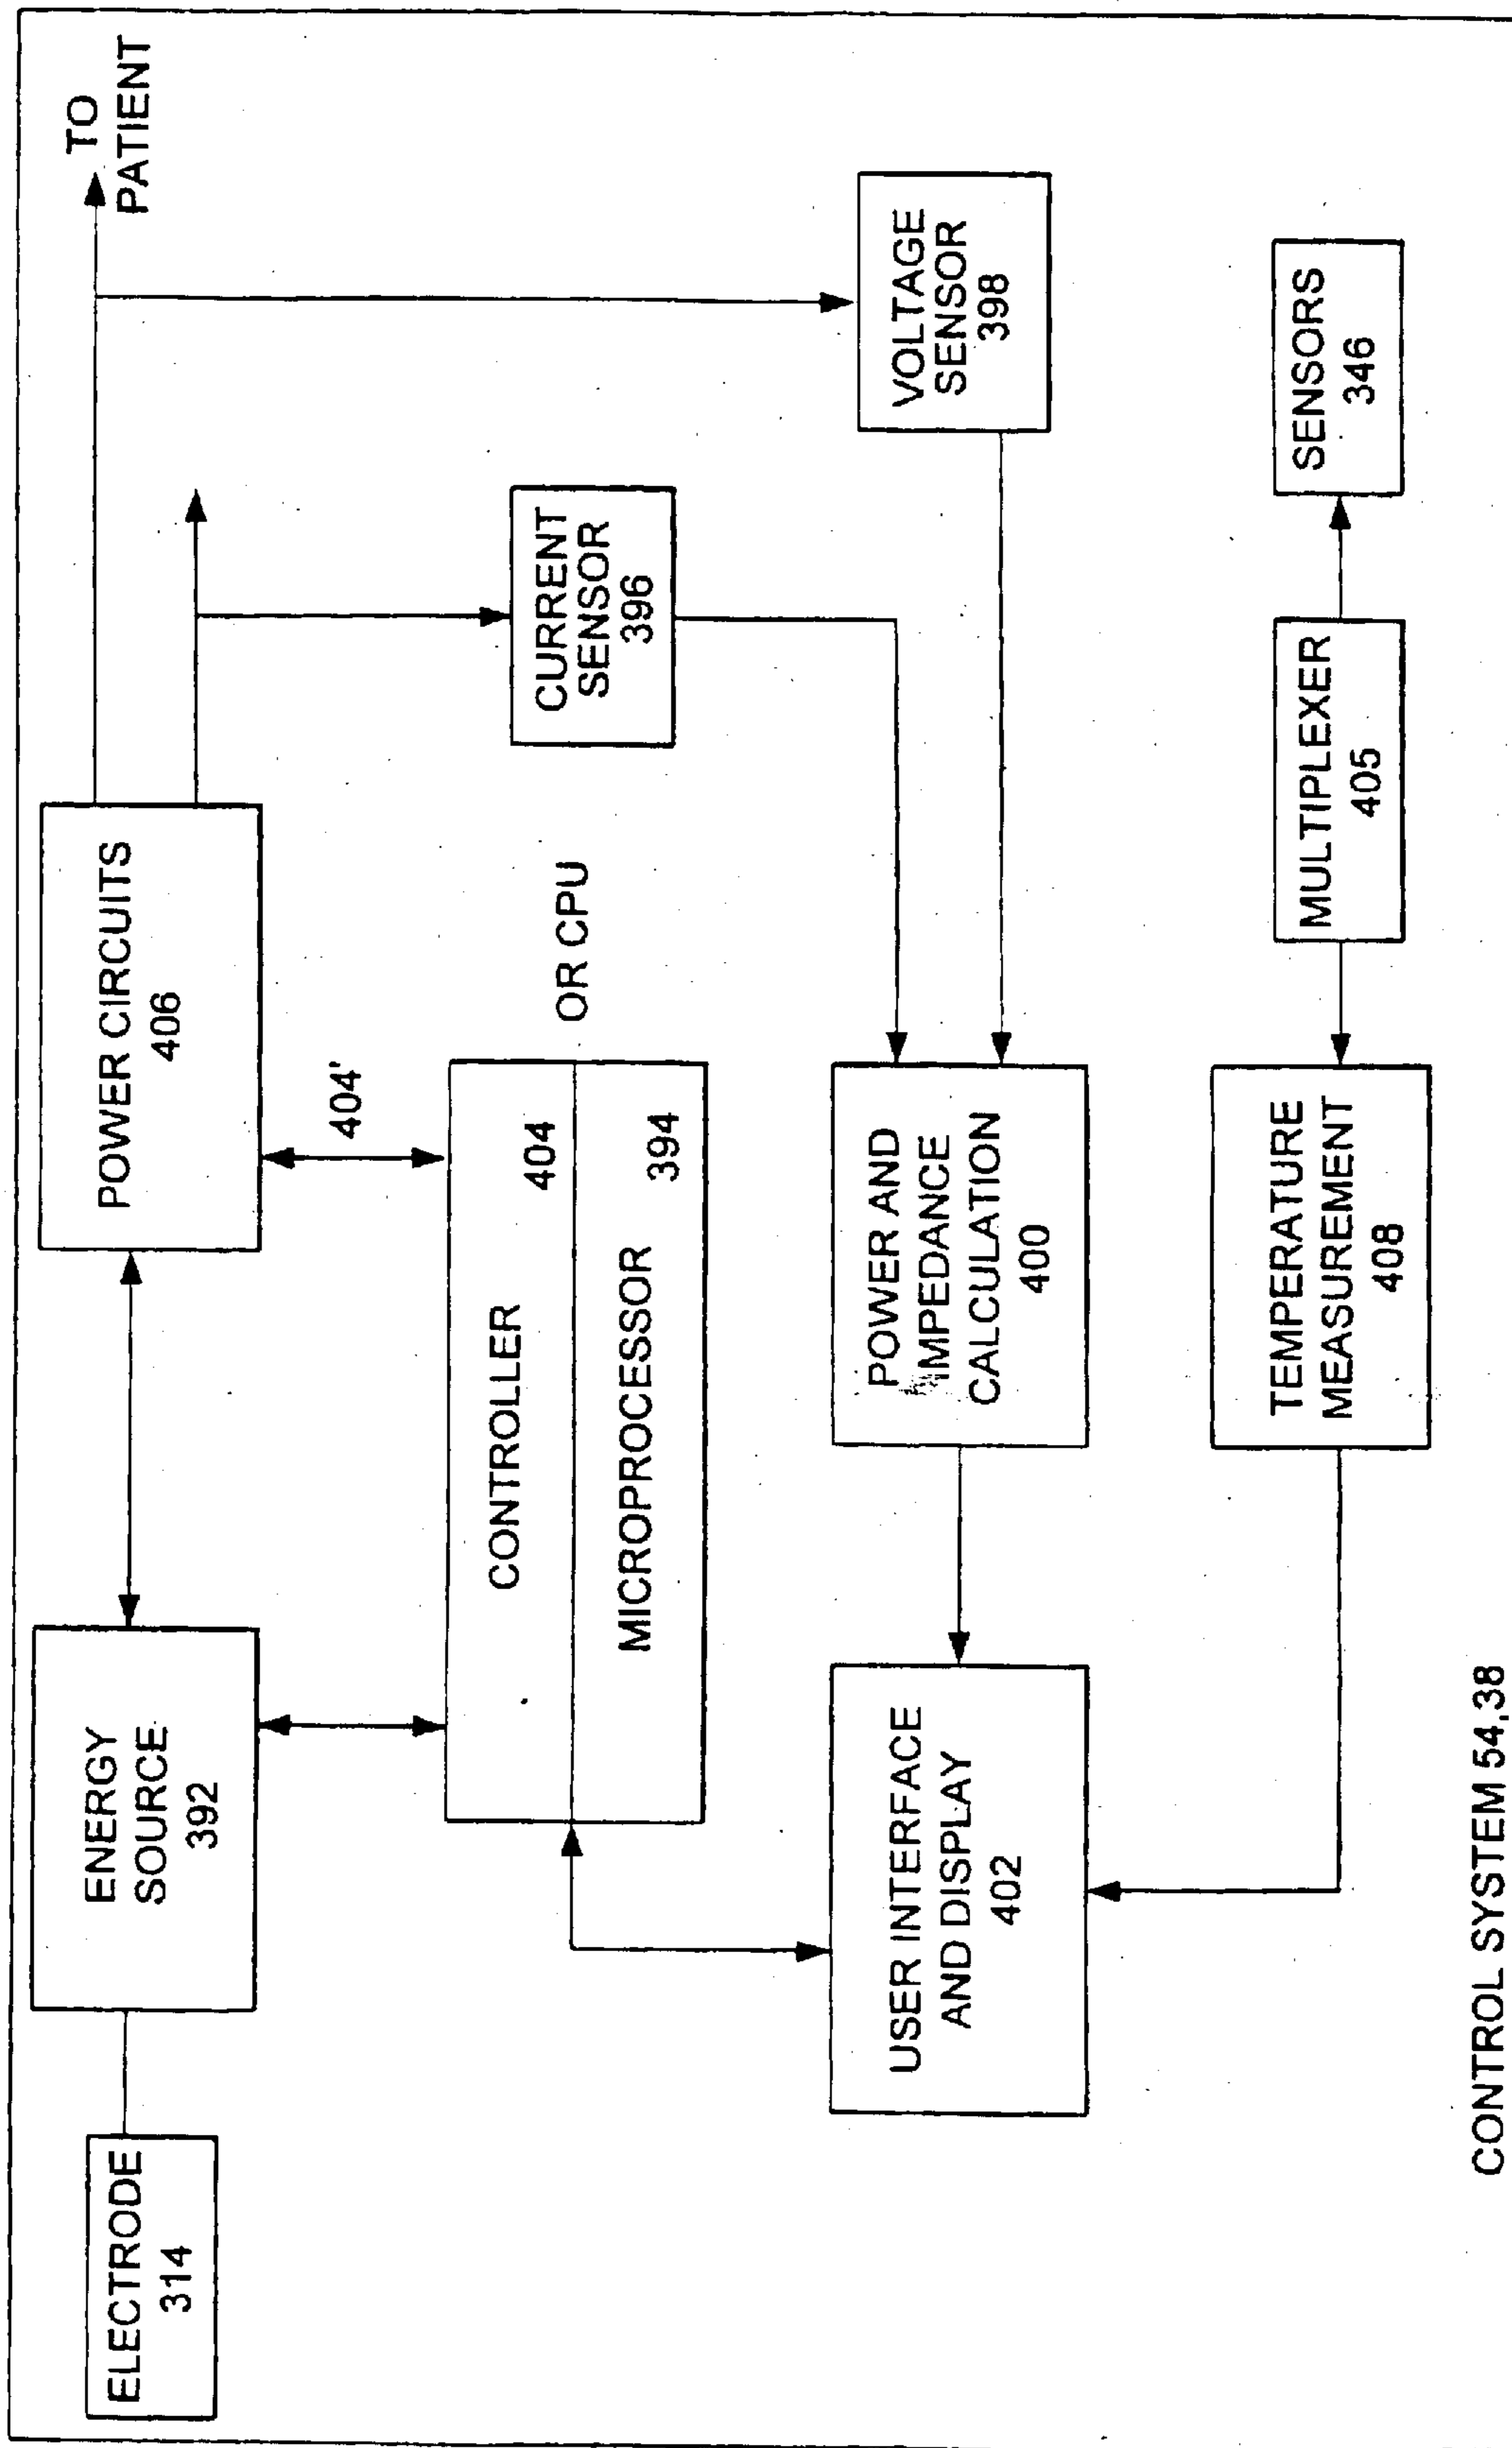 TO
PATIENT
ELECTRODE
314
ENERGY
SOURCE
392
POWER CIRCUITS
406
404'
CONTROLLER
404
MICROPROCESSOR
394
OR CPU
CURRENT
SENSOR
396
VOLTAGE
SENSOR
398
USER INTERFACE
AND DISPLAY
402
POWER AND
IMPEDANCE
CALCULATION
400
TEMPERATURE
MEASUREMENT
408
MULTIPLEXER
405
SENSORS
346
CONTROL SYSTEM 54,38